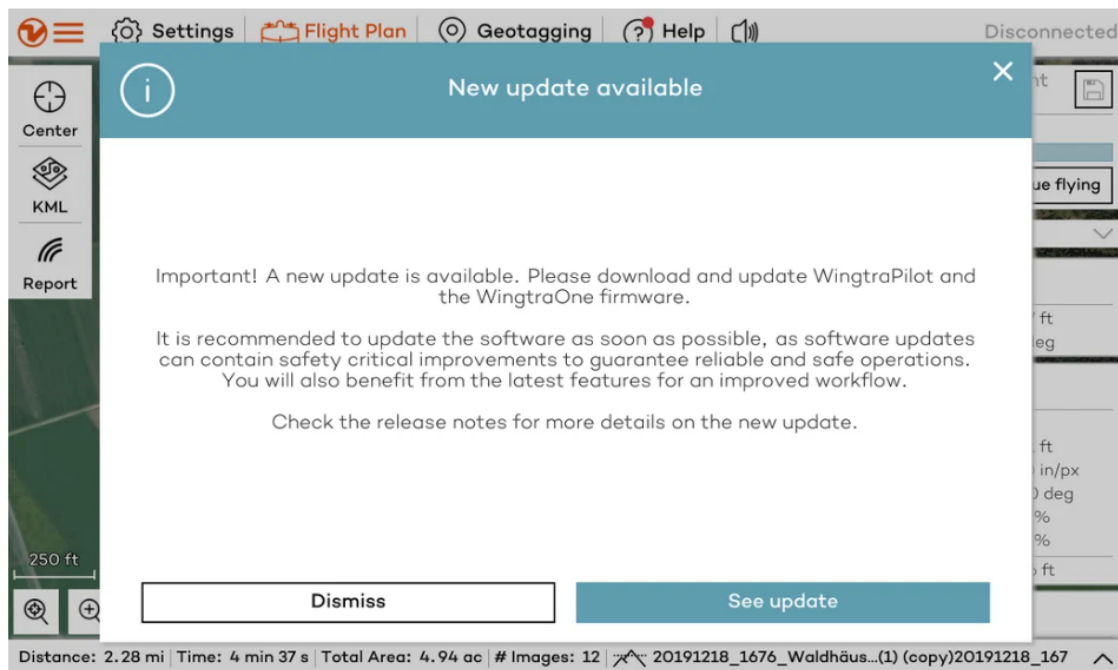 Settings
Flight Plan
Geotagging
Help
Disconnected
New update available
Center
KML
Report
flying
Important! A new update is available. Please download and update WingtraPilot and
the WingtraOne firmware.
It is recommended to update the software as soon as possible, as software updates
can contain safety critical improvements to guarantee reliable and safe operations.
You will also benefit from the latest features for an improved workflow.
Check the release notes for more details on the new update.
ft
ft
in/px
deg
%
%
ft
250 ft
Dismiss
See update
Distance: 2.28 mi Time: 4 min 37 s Total Area: 4.94 ac # Images: 12 20191218_1676_Waldhäus...(1) (copy)20191218_167